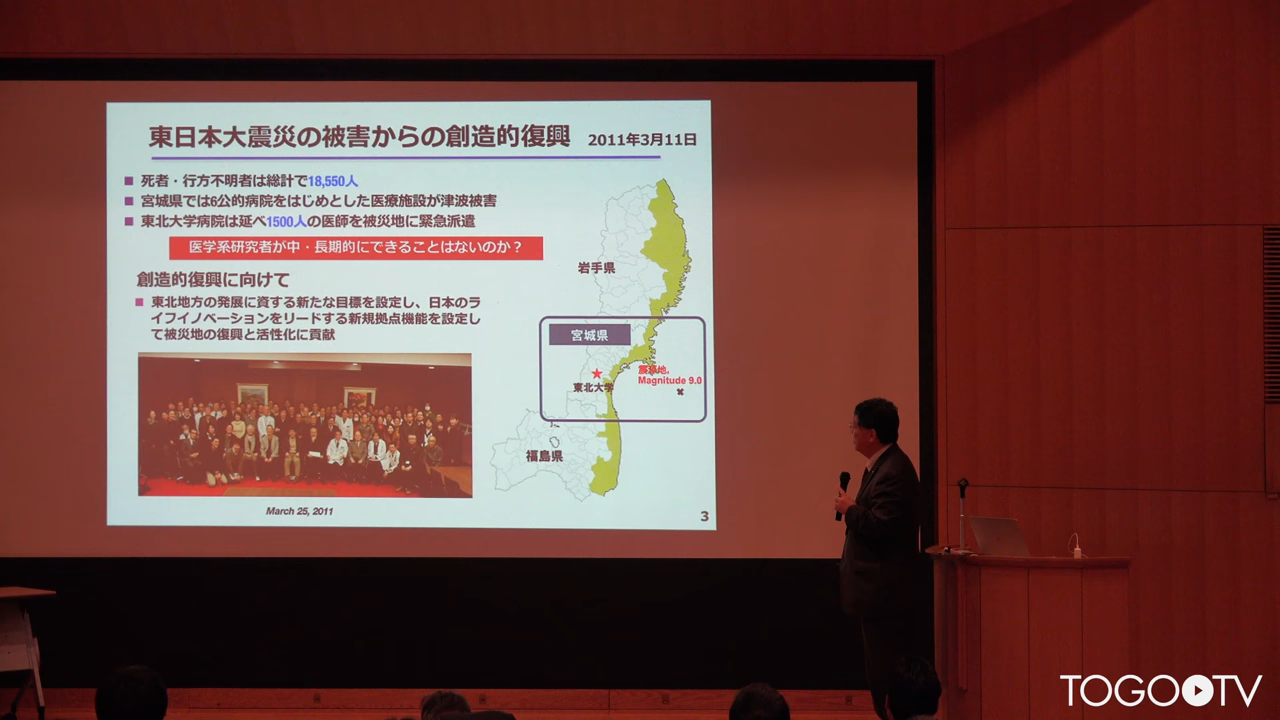 東日本大震災の被害からの創造的復興 2011年3月11日
死者・行方不明者は総計で18,550人
宮城県では6公的病院をはじめとした医療施設が津波被害
東北大学病院は延べ1500人の医師を被災地に緊急派遣
医学系研究者が中・長期的にできることはないのか？
創造的復興に向けて
東北地方の発展に資する新たな目標を設定し、日本のラ
イフイノベーションをリードする新規拠点機能を設定し
て被災地の復興と活性化に貢献
March 25, 2011
岩手県
宮城県
東北大学
震源地,
Magnitude 9.0
福島県
3
TOGO TV